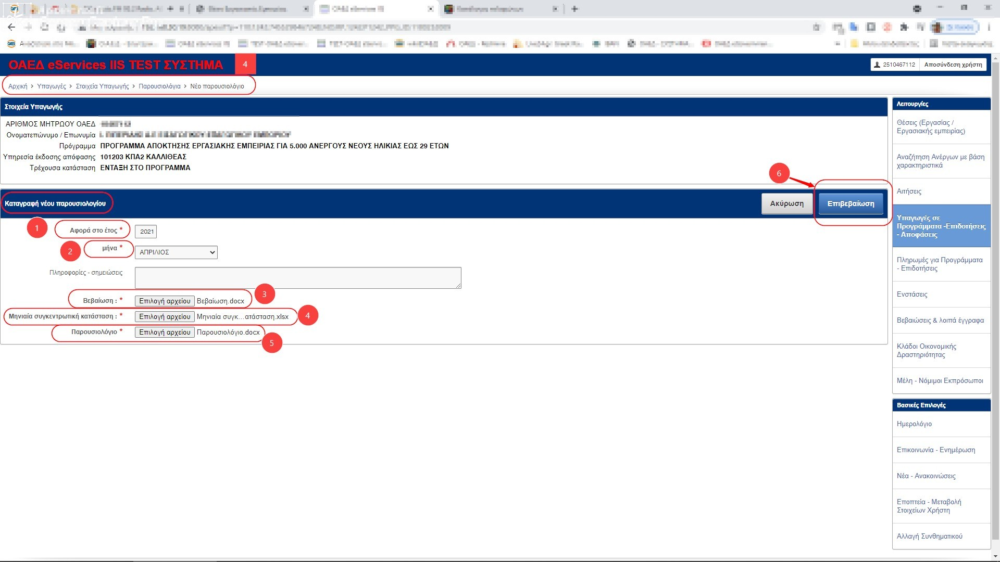 ΟΑΕΔ eServices IIS TEST ΣΥΣΤΗΜΑ
4
2510467112
Αποσύνδεση χρήστη
Αρχική > Υπαγωγές > Στοιχεία Υπαγωγής > Παρουσιολόγια > Νέο παρουσιολόγιο
Στοιχεία Υπαγωγής
ΑΡΙΘΜΟΣ ΜΗΤΡΩΟΥ ΟΑΕΔ
Ονοματεπώνυμο / Επωνυμία
Πρόγραμμα ΠΡΟΓΡΑΜΜΑ ΑΠΟΚΤΗΣΗΣ ΕΡΓΑΣΙΑΚΗΣ ΕΜΠΕΙΡΙΑΣ ΓΙΑ 5.000 ΑΝΕΡΓΟΥΣ ΝΕΟΥΣ ΗΛΙΚΙΑΣ ΕΩΣ 29 ΕΤΩΝ
Υπηρεσία έκδοσης απόφασης 101203 ΚΠΑ2 ΚΑΛΛΙΘΕΑΣ
Τρέχουσα κατάσταση ΕΝΤΑΞΗ ΣΤΟ ΠΡΟΓΡΑΜΜΑ
6
Καταγραφή νέου παρουσιολογίου
Ακύρωση
Επιβεβαίωση
1
Αφορά στο έτος * 2021
2
μήνα * ΑΠΡΙΛΙΟΣ
Πληροφορίες - σημειώσεις
Βεβαίωση : * Επιλογή αρχείου Βεβαίωση.docx
3
Μηνιαία συγκεντρωτική κατάσταση : * Επιλογή αρχείου Μηνιαία συγκ...ατάσταση.xlsx
4
Παρουσιολόγιο * Επιλογή αρχείου Παρουσιολόγιο.docx
5
Λειτουργίες
Θέσεις (Εργασίας /
Εργασιακής εμπειρίας)
Αναζήτηση Ανέργων με βάση
χαρακτηριστικά
Αιτήσεις
Υπαγωγές σε
Προγράμματα -Επιδοτήσεις
- Αποφάσεις
Πληρωμές για Προγράμματα
- Επιδοτήσεις
Ενστάσεις
Βεβαιώσεις & λοιπά έγγραφα
Κλάδοι Οικονομικής
Δραστηριότητας
Μέλη - Νόμιμοι Εκπρόσωποι
Βασικές Επιλογές
Ημερολόγιο
Επικοινωνία - Ενημέρωση
Νέα - Ανακοινώσεις
Εποπτεία - Μεταβολή
Στοιχείων Χρήστη
Αλλαγή Συνθηματικού